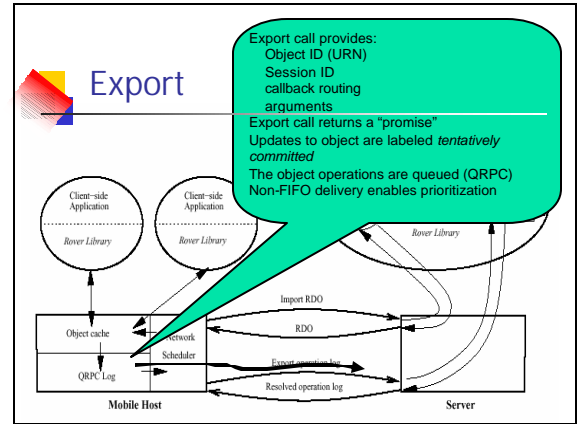 Export
Export call provides:
Object ID (URN)
Session ID
callback routing
arguments
Export call returns a “promise”
Updates to object are labeled tentatively
committed
The object operations are queued (QRPC)
Non-FIFO delivery enables prioritization
Client-side
Application
Rover Library
Client-side
Application
Rover Library
Rover Library
Import RDO
RDO
Object cache
Network
Scheduler
Export operation log
QRPC Log
Resolved operation log
Mobile Host
Server